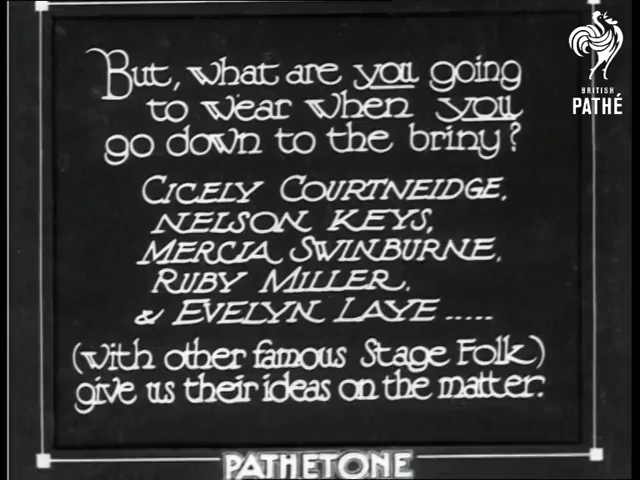 But, what are you going
to wear when you
go down to the briny?
CICELY COURTNEIDGE,
NELSON KEYS,
MERCIA SWINBURNE,
RUBY MILLER,
& EVELYN LAYE .....
(with other famous Stage Folk)
give us their ideas on the matter.
PATHETONE
BRITISH
PATHÉ